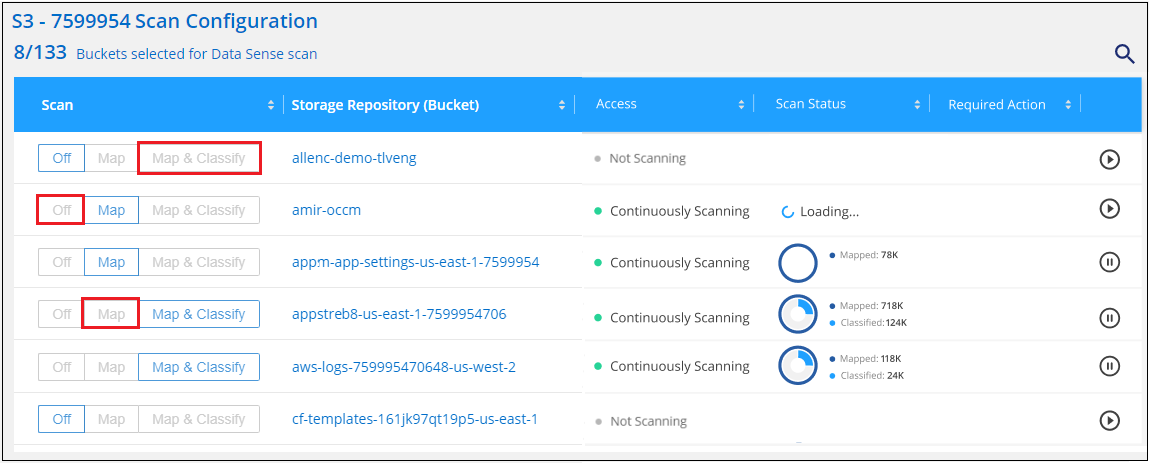 S3 - 7599954 Scan Configuration
8/133 Buckets selected for Data Sense scan
Scan Storage Repository (Bucket) Access Scan Status Required Action
Off Map Map & Classify allenc-demo-tlveng Not Scanning
Off Map Map & Classify amir-occm Continuously Scanning Loading...
Off Map Map & Classify appm-app-settings-us-east-1-7599954 Continuously Scanning Mapped: 78K
Off Map Map & Classify appstreb8-us-east-1-7599954706 Continuously Scanning Mapped: 718K
Classified:124K
Off Map Map & Classify aws-logs-759995470648-us-west-2 Continuously Scanning Mapped: 118K
Classified: 24K
Off Map Map & Classify cf-templates-161jk97qt19p5-us-east-1 Not Scanning